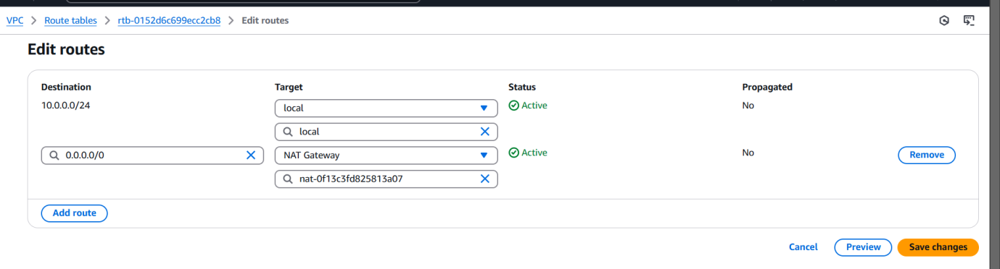 VPC > Route tables > rtb-0152d6c699ecc2cb8 > Edit routes
Edit routes
Destination Target Status Propagated
10.0.0.0/24 local Active No
local
0.0.0.0/0 NAT Gateway Active No Remove
nat-0f13c3fd825813a07
Add route
Cancel Preview Save changes